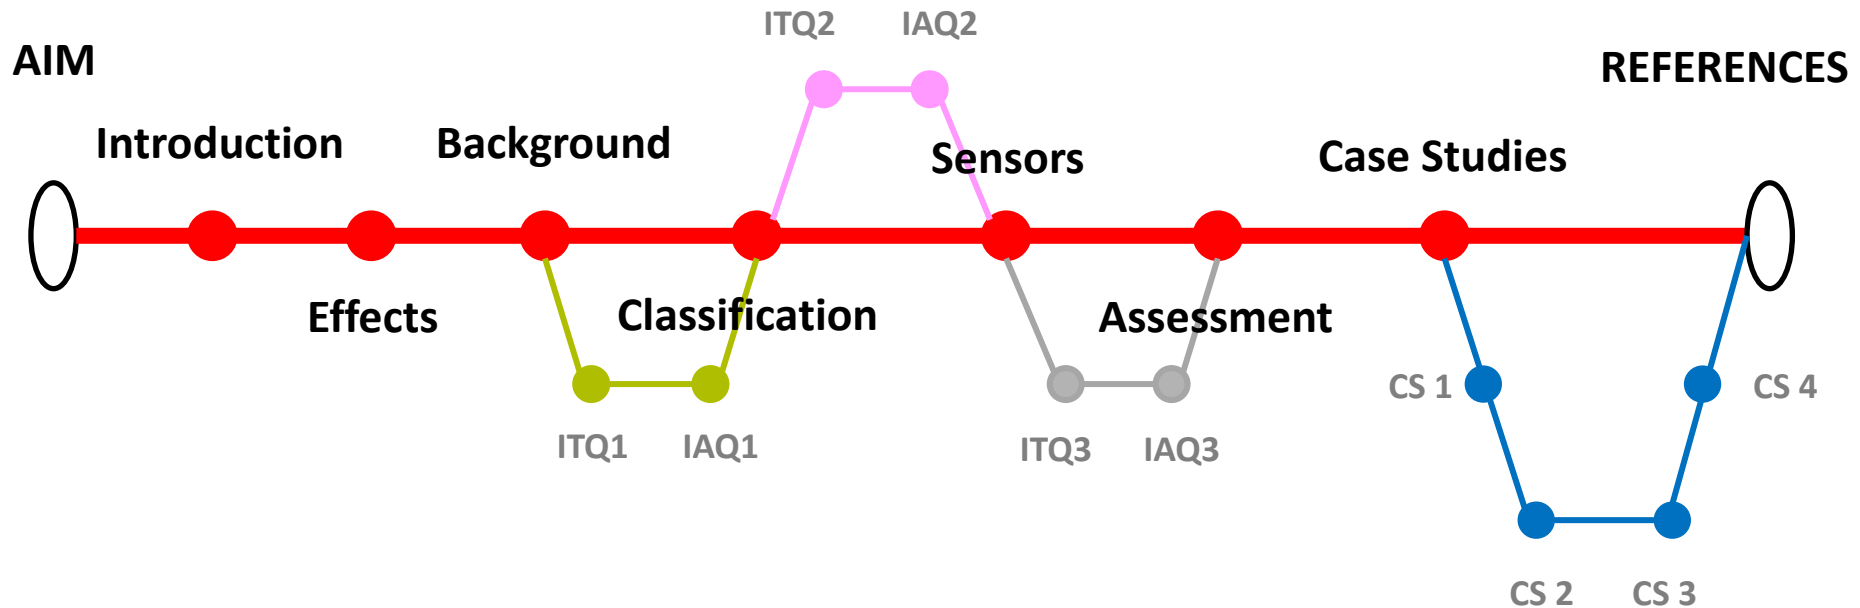 ITQ2
IAQ2
AIM
REFERENCES
Introduction
Background
Sensors
Case Studies
Effects
Classification
Assessment
CS 1
CS 4
ITQ1
IAQ1
ITQ3
IAQ3
CS 2
CS 3